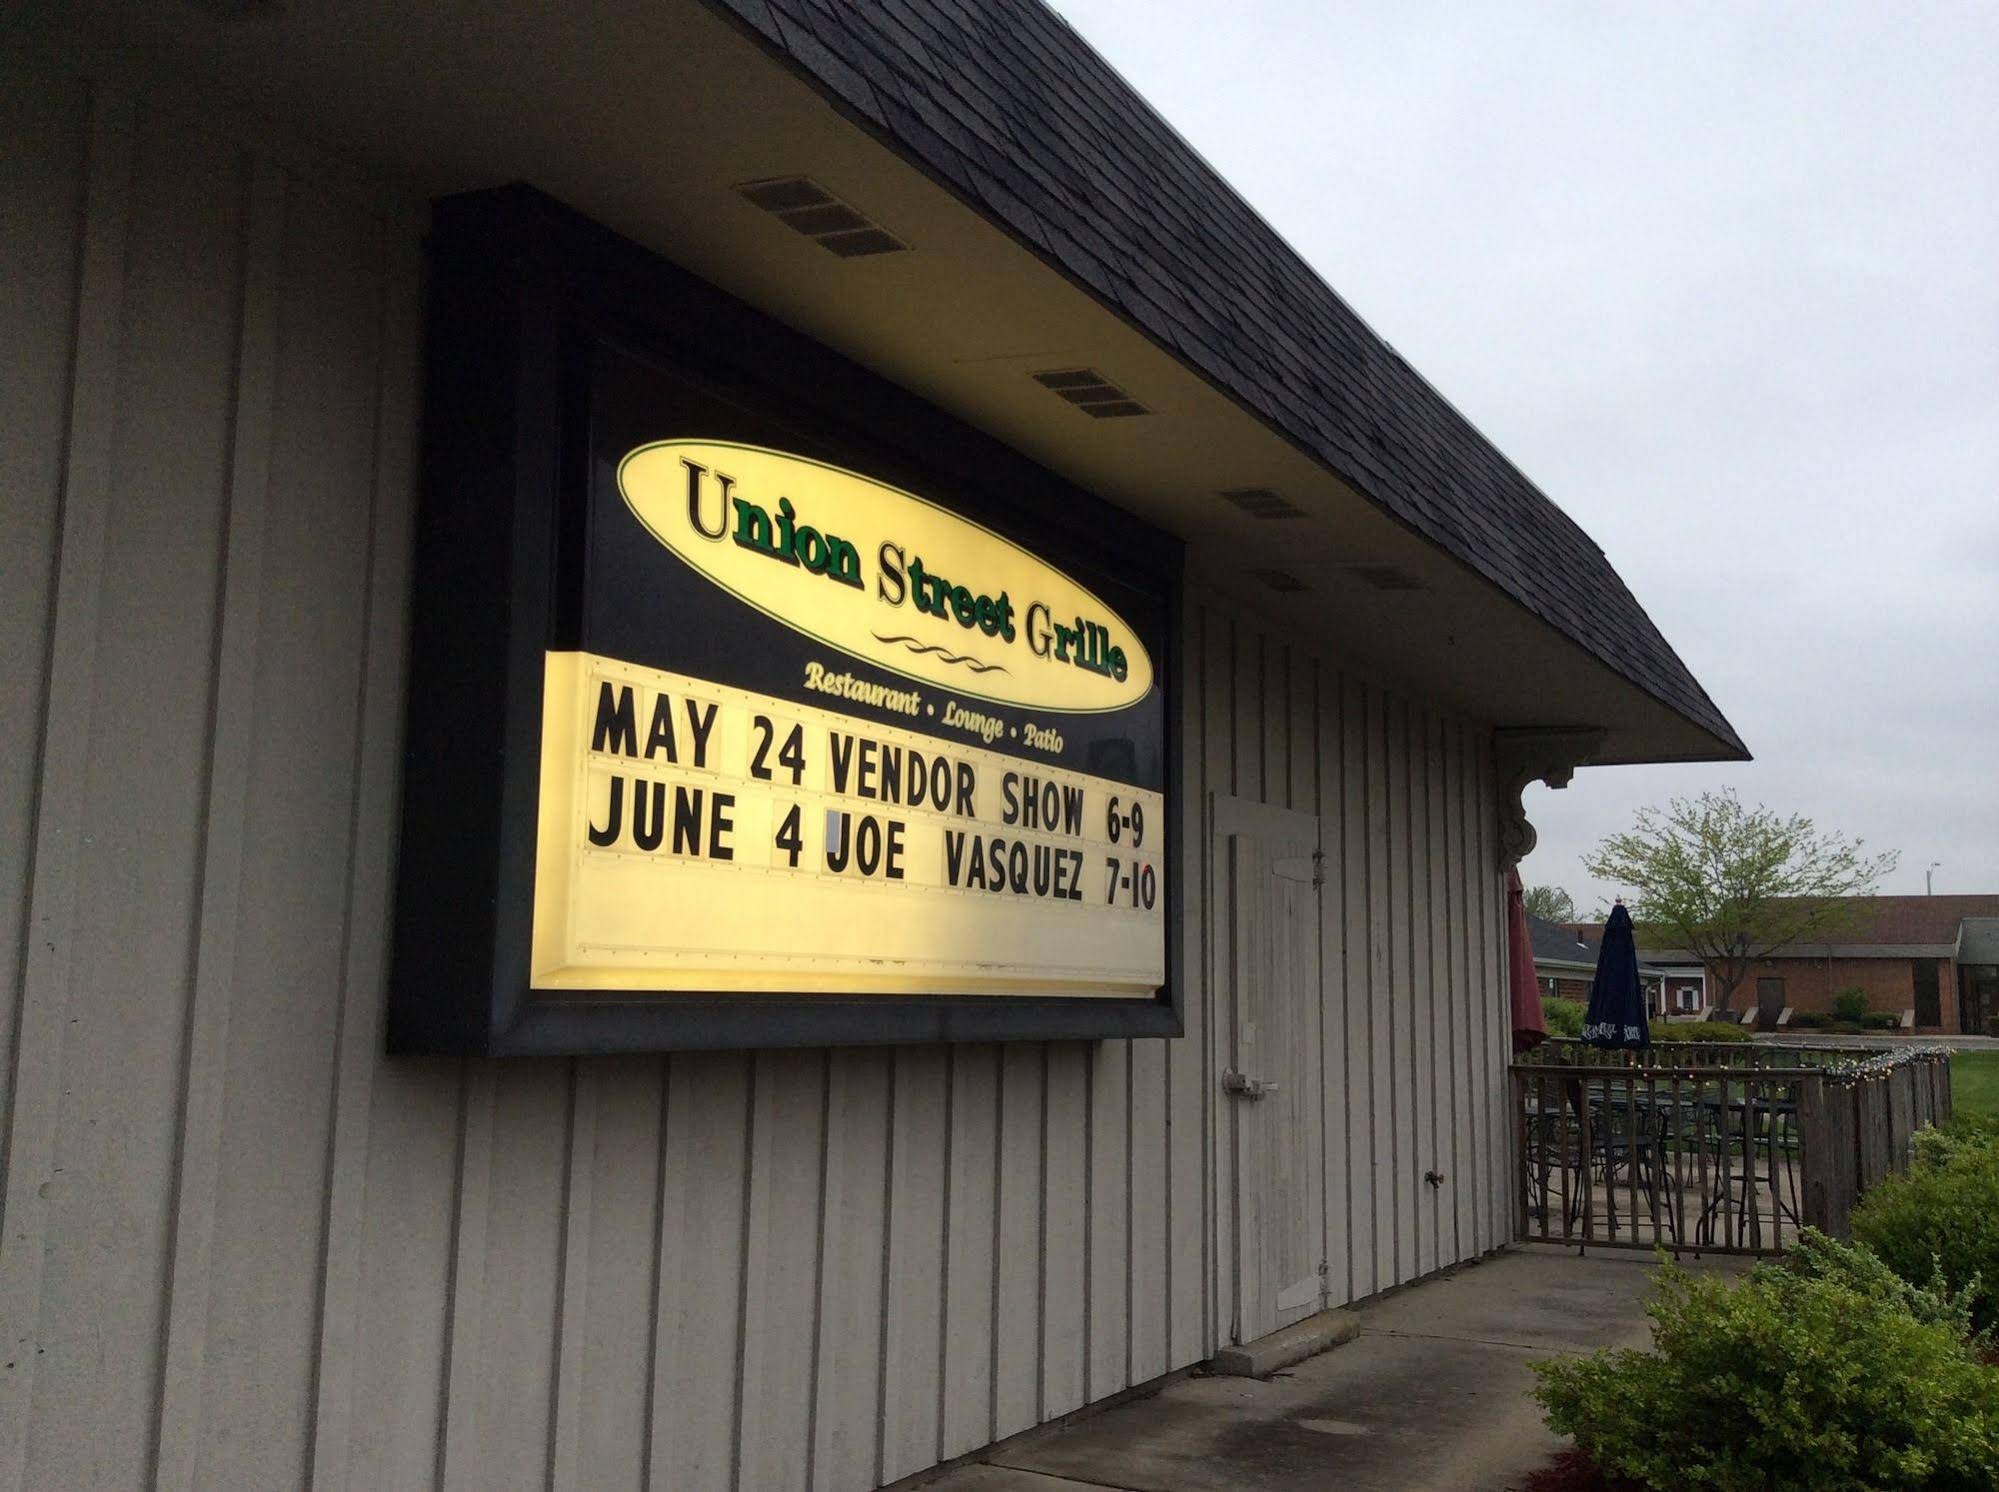 Union Street Grille
Restaurant • Lounge • Patio
MAY 24 VENDOR SHOW 6-9
JUNE 4 JOE VASQUEZ 7-10